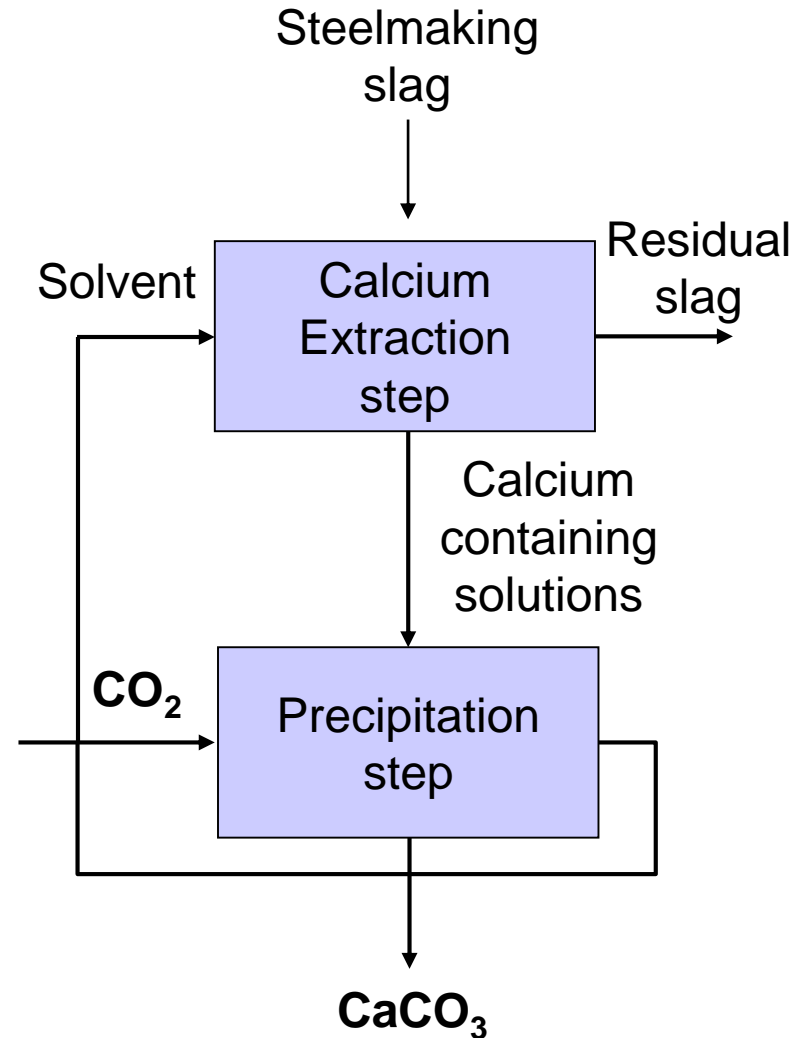 Steelmaking
slag
Residual
slag
Solvent
Calcium
Extraction
step
Calcium
containing
solutions
CO₂
Precipitation
step
CaCO₃